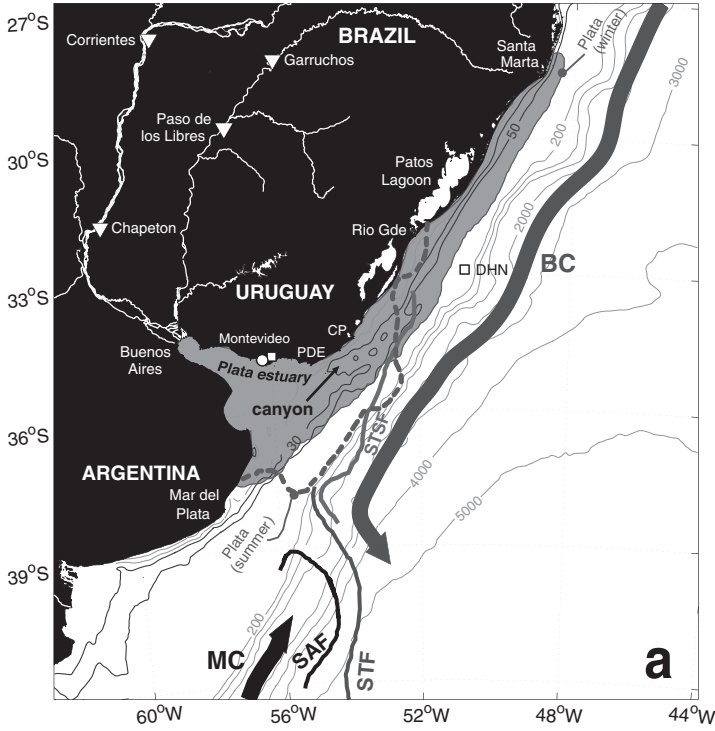 27°S
30°S
33°S
36°S
39°S
60°W
56°W
52°W
48°W
44°W
Corrientes
BRAZIL
Garruchos
Santa
Marta
Plata
(winter)
3000
Paso de
los Libres
50
200
Patos
Lagoon
Chapeton
Rio Gde
2000
DHN
BC
URUGUAY
CP
Montevideo
PDE
Buenos
Aires
Plata estuary
canyon
30
STSF
4000
5000
ARGENTINA
Mar del
Plata
Plata
(summer)
200
MC
SAF
STF
a